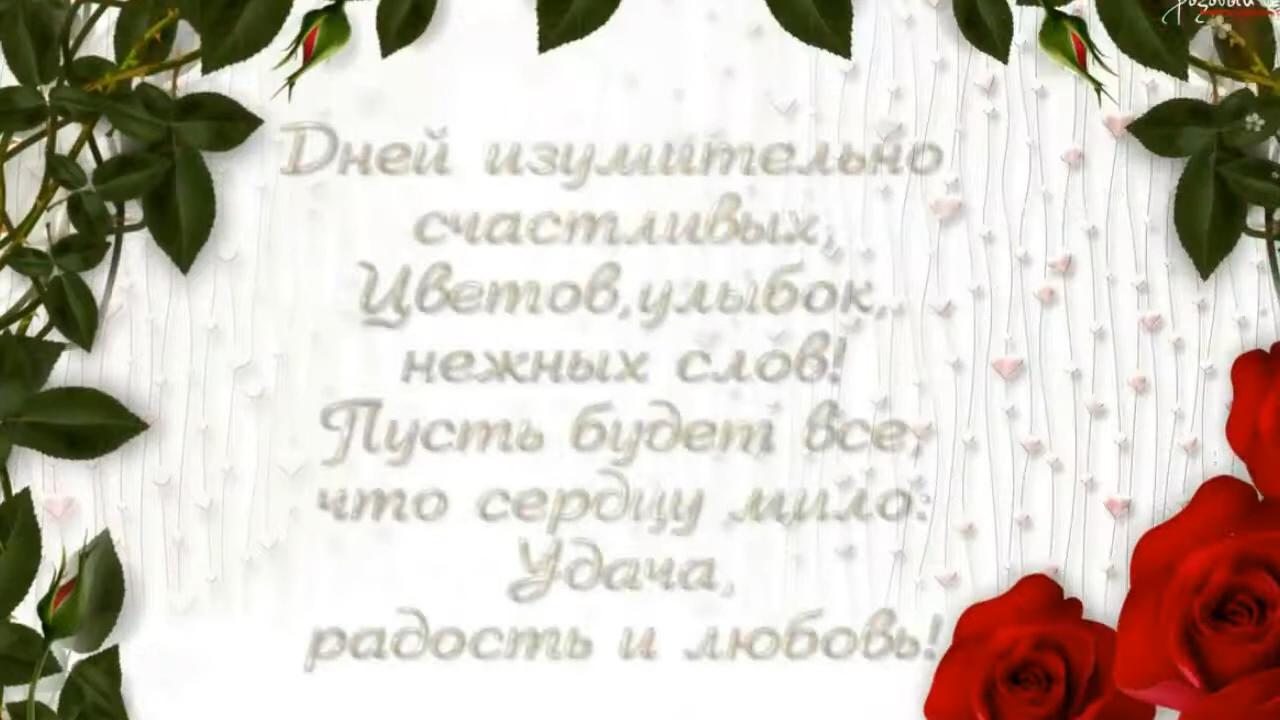 Дней изумительно
счастливых,
Цветов,улыбок,
нежных слов!
Пусть будет все,
что сердцу мило:
Удача,
радость и любовь!